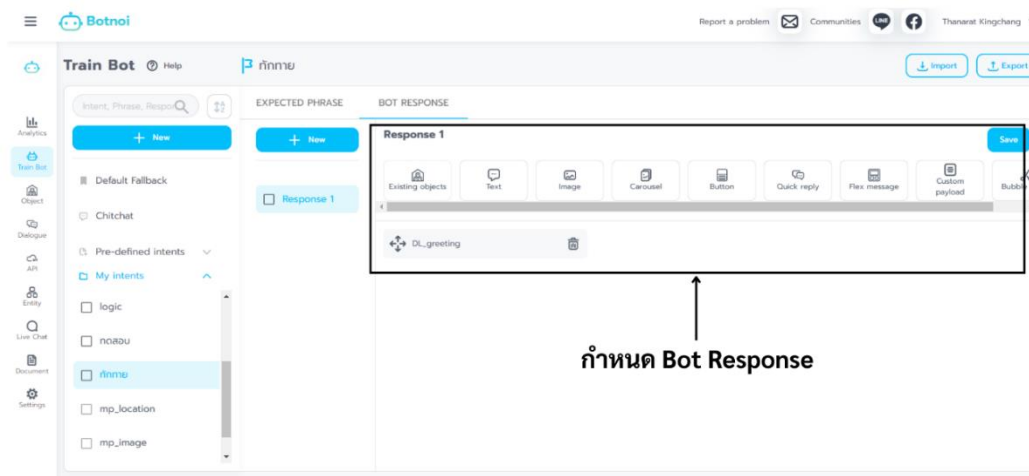 Botnoi
Report a problem
Communities
LINE
Thanarat Kingchang
Train Bot
Help
ทักทาย
Import
Export
Intent, Phrase, Respor
New
Default Fallback
Chitchat
Pre-defined intents
My intents
logic
ทดสอบ
ทักทาย
mp_location
mp_image
Analytics
Train Bot
Object
Dialogue
API
Entity
Live Chat
Document
Settings
EXPECTED PHRASE
BOT RESPONSE
New
Response 1
Response 1
Save
Existing objects
Text
Image
Carousel
Button
Quick reply
Flex message
Custom
payload
Bubble
DL_greeting
กำหนด Bot Response